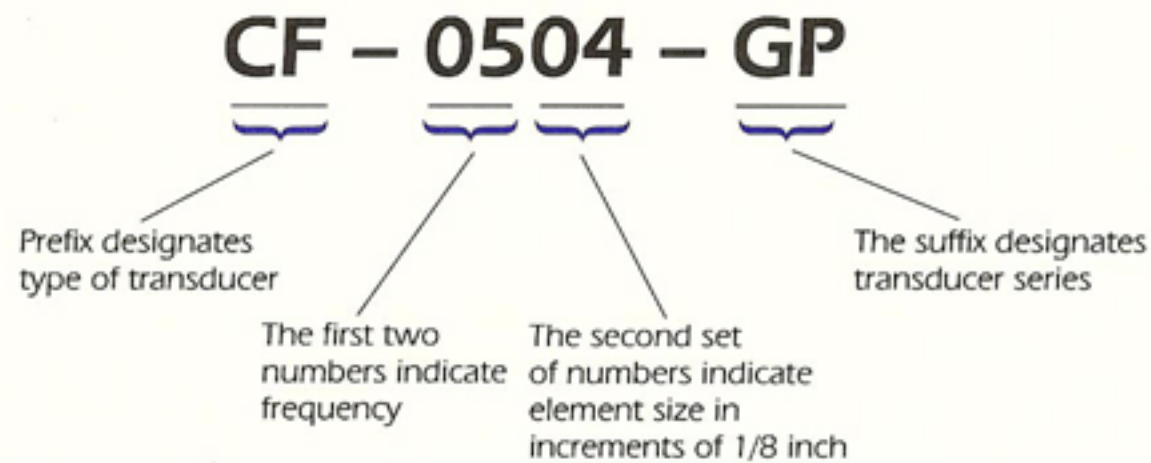 CF – 0504 – GP
Prefix designates
type of transducer
The first two
numbers indicate
frequency
The second set
of numbers indicate
element size in
increments of 1/8 inch
The suffix designates
transducer series